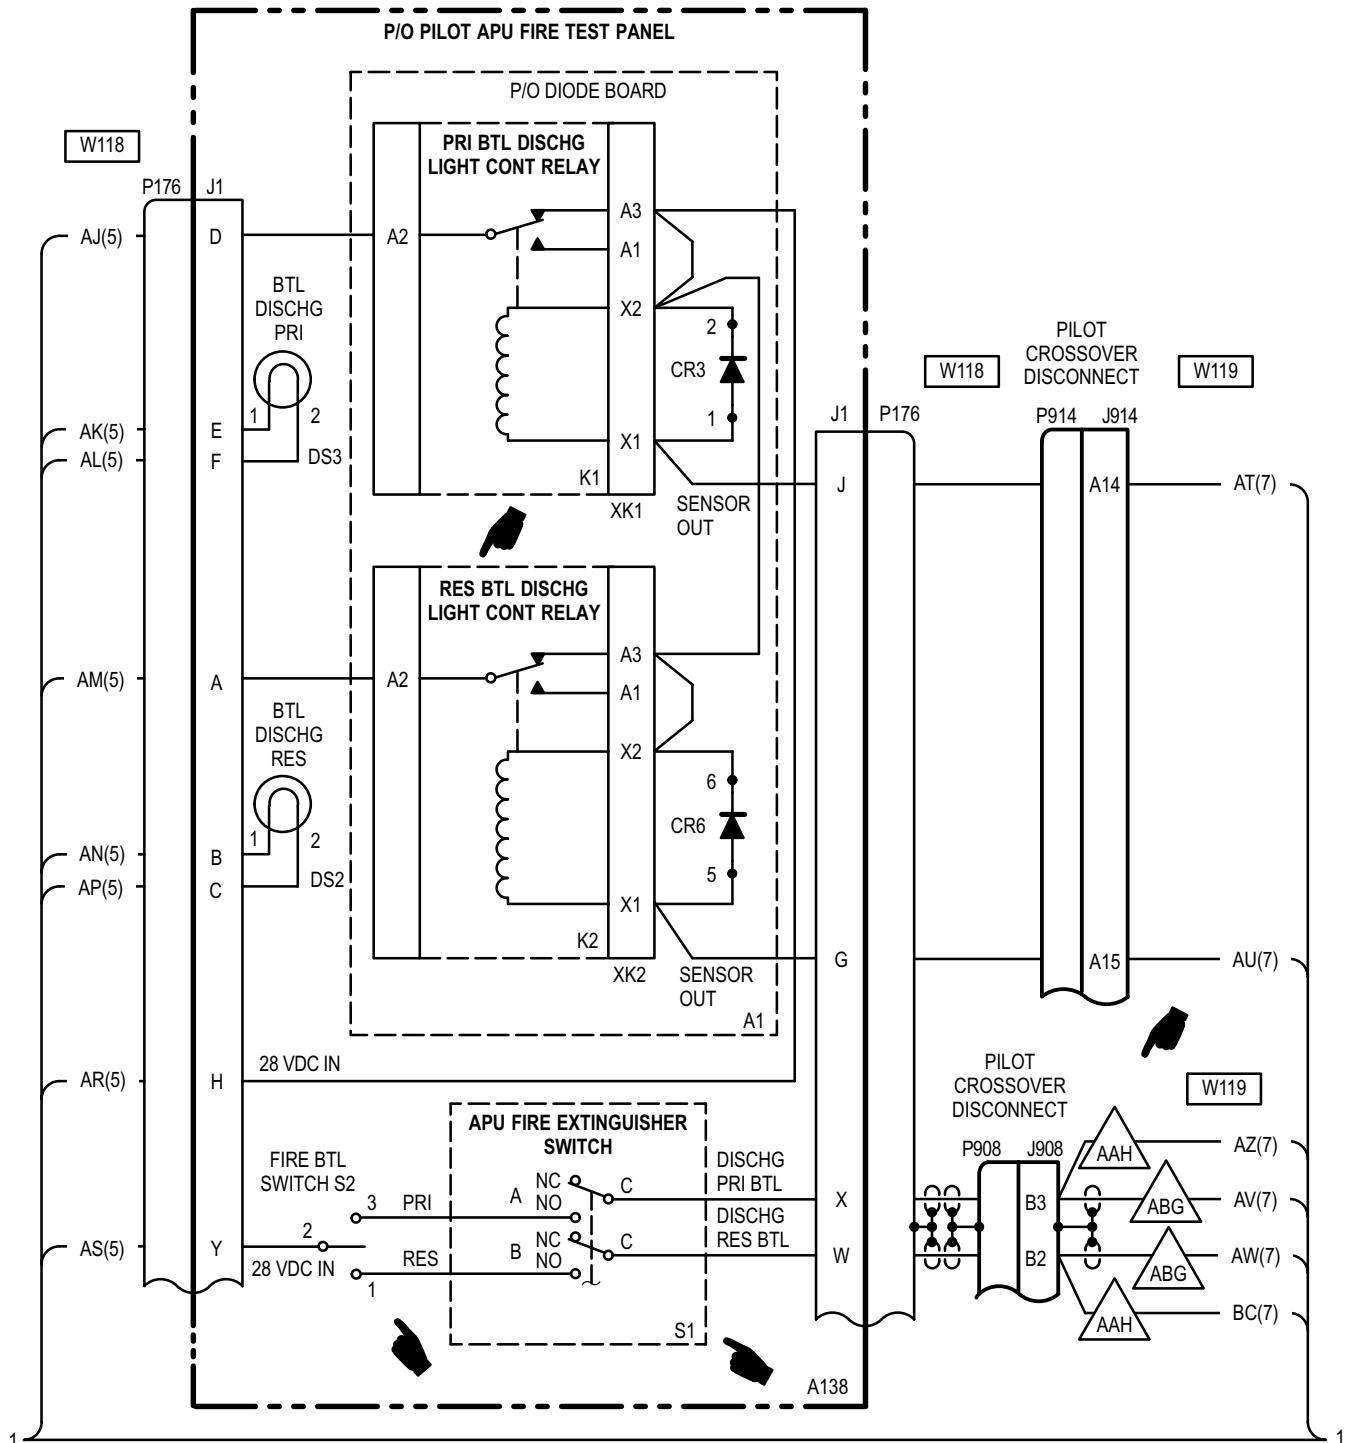 P/O PILOT APU FIRE TEST PANEL
P/O DIODE BOARD
W118
PRI BTL DISCHG
LIGHT CONT RELAY
P176 J1
AJ(5) D A2 A3
A1
BTL
DISCHG
PRI
X2
2
CR3
1
PILOT
CROSSOVER
DISCONNECT
W118
W119
1 2
J1 P176
P914 J914
AK(5) E
AL(5) F DS3
X1
K1
XK1
SENSOR
OUT
J A14 AT(7)
RES BTL DISCHG
LIGHT CONT RELAY
AM(5) A A2 A3
A1
BTL
DISCHG
RES
X2
6
CR6
5
1 2
AN(5) B
AP(5) C DS2
X1
K2
XK2
SENSOR
OUT
G A15 AU(7)
A1
28 VDC IN
AR(5) H
PILOT
CROSSOVER
DISCONNECT
W119
APU FIRE EXTINGUISHER
SWITCH
FIRE BTL
SWITCH S2
P908 J908
AAH AZ(7)
3 PRI A NC NO C
DISCHG
PRI BTL
X B3 ABG AV(7)
AS(5) Y 2
28 VDC IN
RES B NC NO C
1
DISCHG
RES BTL
W B2 ABG AW(7)
AAH BC(7)
S1
A138
1 1